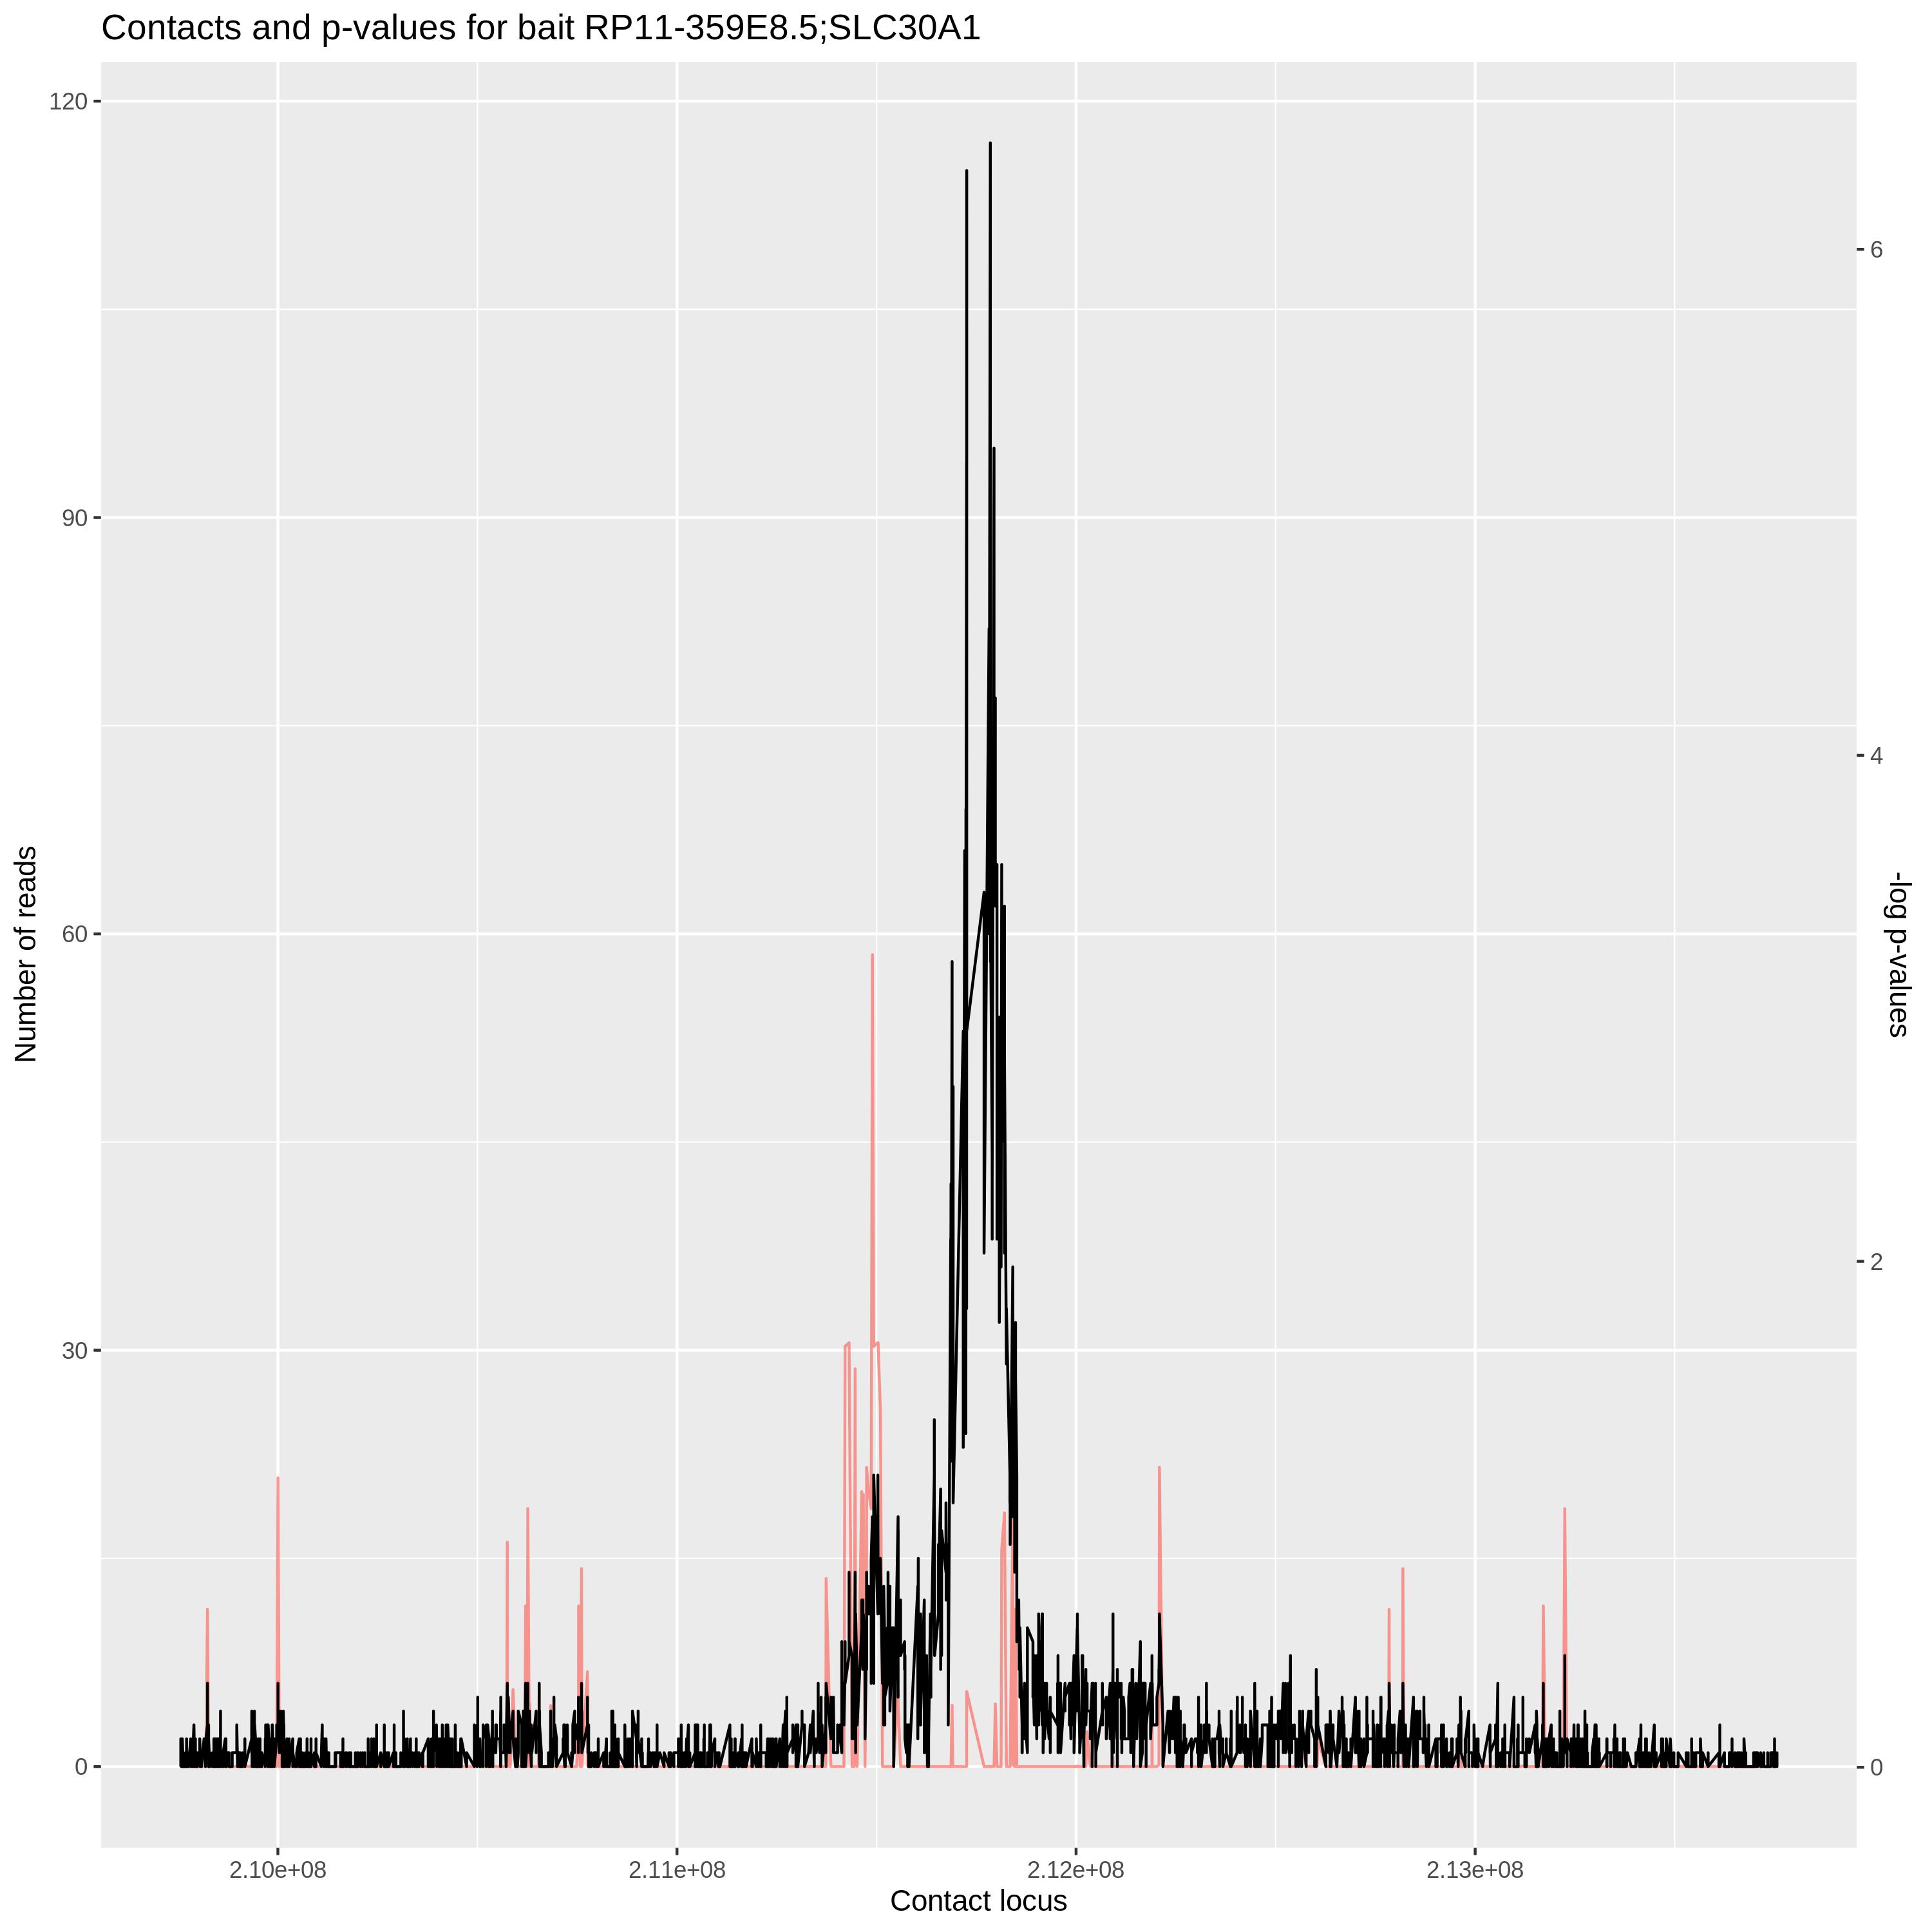 Contacts and p-values for bait RP11-359E8.5;SLC30A1
120
90
60
30
0
Number of reads
6
4
2
0
-log p-values
2.10e+08
2.11e+08
2.12e+08
2.13e+08
Contact locus